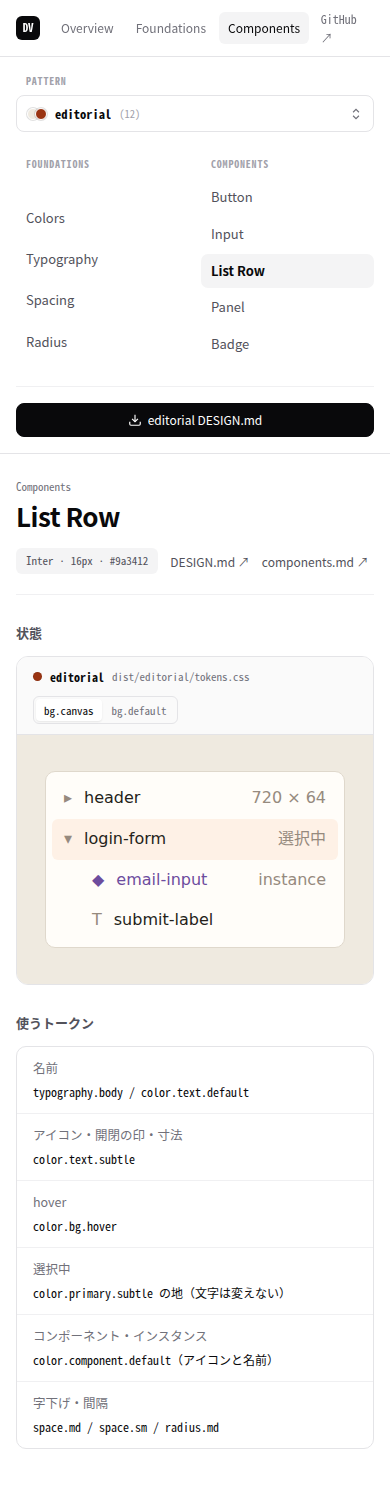 DV
Overview
Foundations
Components
GitHub
↗
PATTERN
editorial (12)
FOUNDATIONS
Colors
Typography
Spacing
Radius
COMPONENTS
Button
Input
List Row
Panel
Badge
editorial DESIGN.md
Components
List Row
Inter · 16px · #9a3412
DESIGN.md ↗
components.md ↗
状態
editorial dist/editorial/tokens.css
bg.canvas
bg.default
▸ header 720 × 64
▾ login-form 選択中
◆ email-input instance
T submit-label
使うトークン
名前
typography.body / color.text.default
アイコン・開閉の印・寸法
color.text.subtle
hover
color.bg.hover
選択中
color.primary.subtle の地（文字は変えない）
コンポーネント・インスタンス
color.component.default（アイコンと名前）
字下げ・間隔
space.md / space.sm / radius.md